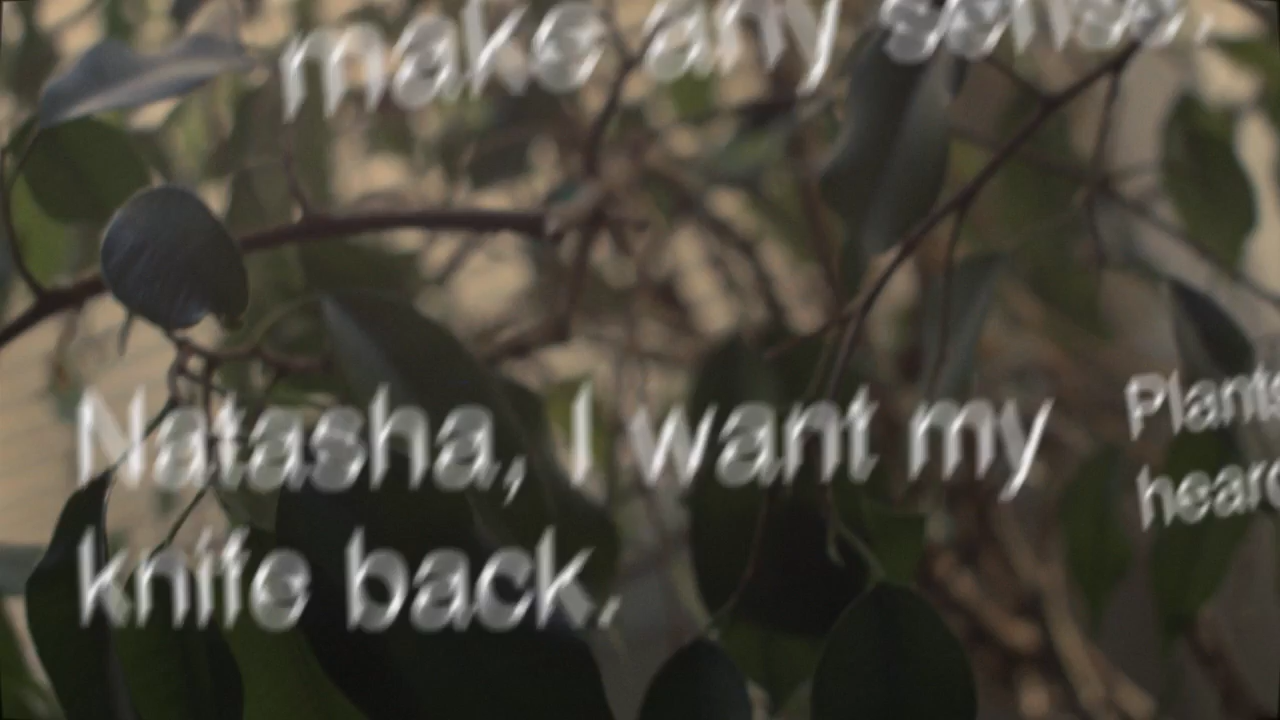 make any sense.
Natasha, I want my
knife back.
Plants
heard